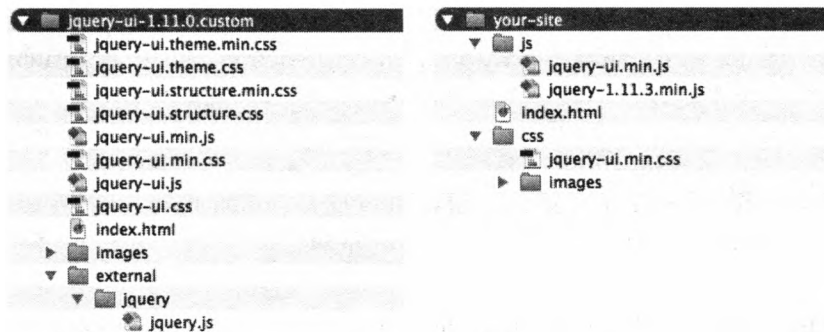 jquery-ui-1.11.0.custom
jquery-ui.theme.min.css
jquery-ui.theme.css
jquery-ui.structure.min.css
jquery-ui.structure.css
jquery-ui.min.js
jquery-ui.min.css
jquery-ui.js
jquery-ui.css
index.html
images
external
jquery
jquery.js
your-site
js
jquery-ui.min.js
jquery-1.11.3.min.js
index.html
css
jquery-ui.min.css
images